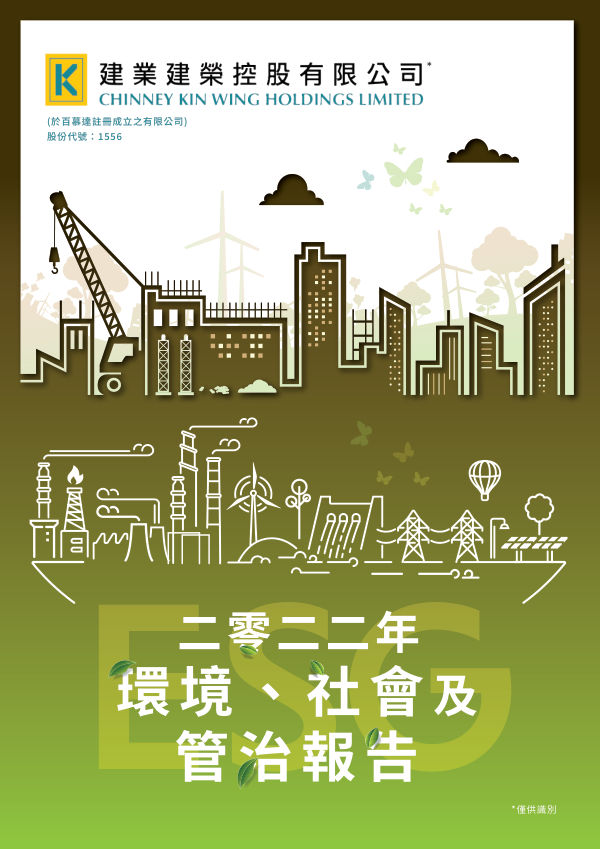 建業建榮控股有限公司*
CHINNEY KIN WING HOLDINGS LIMITED
(於百慕達註冊成立之有限公司)
股份代號：1556
ESG
二零二二年
環境、社會及
管治報告
*僅供識別